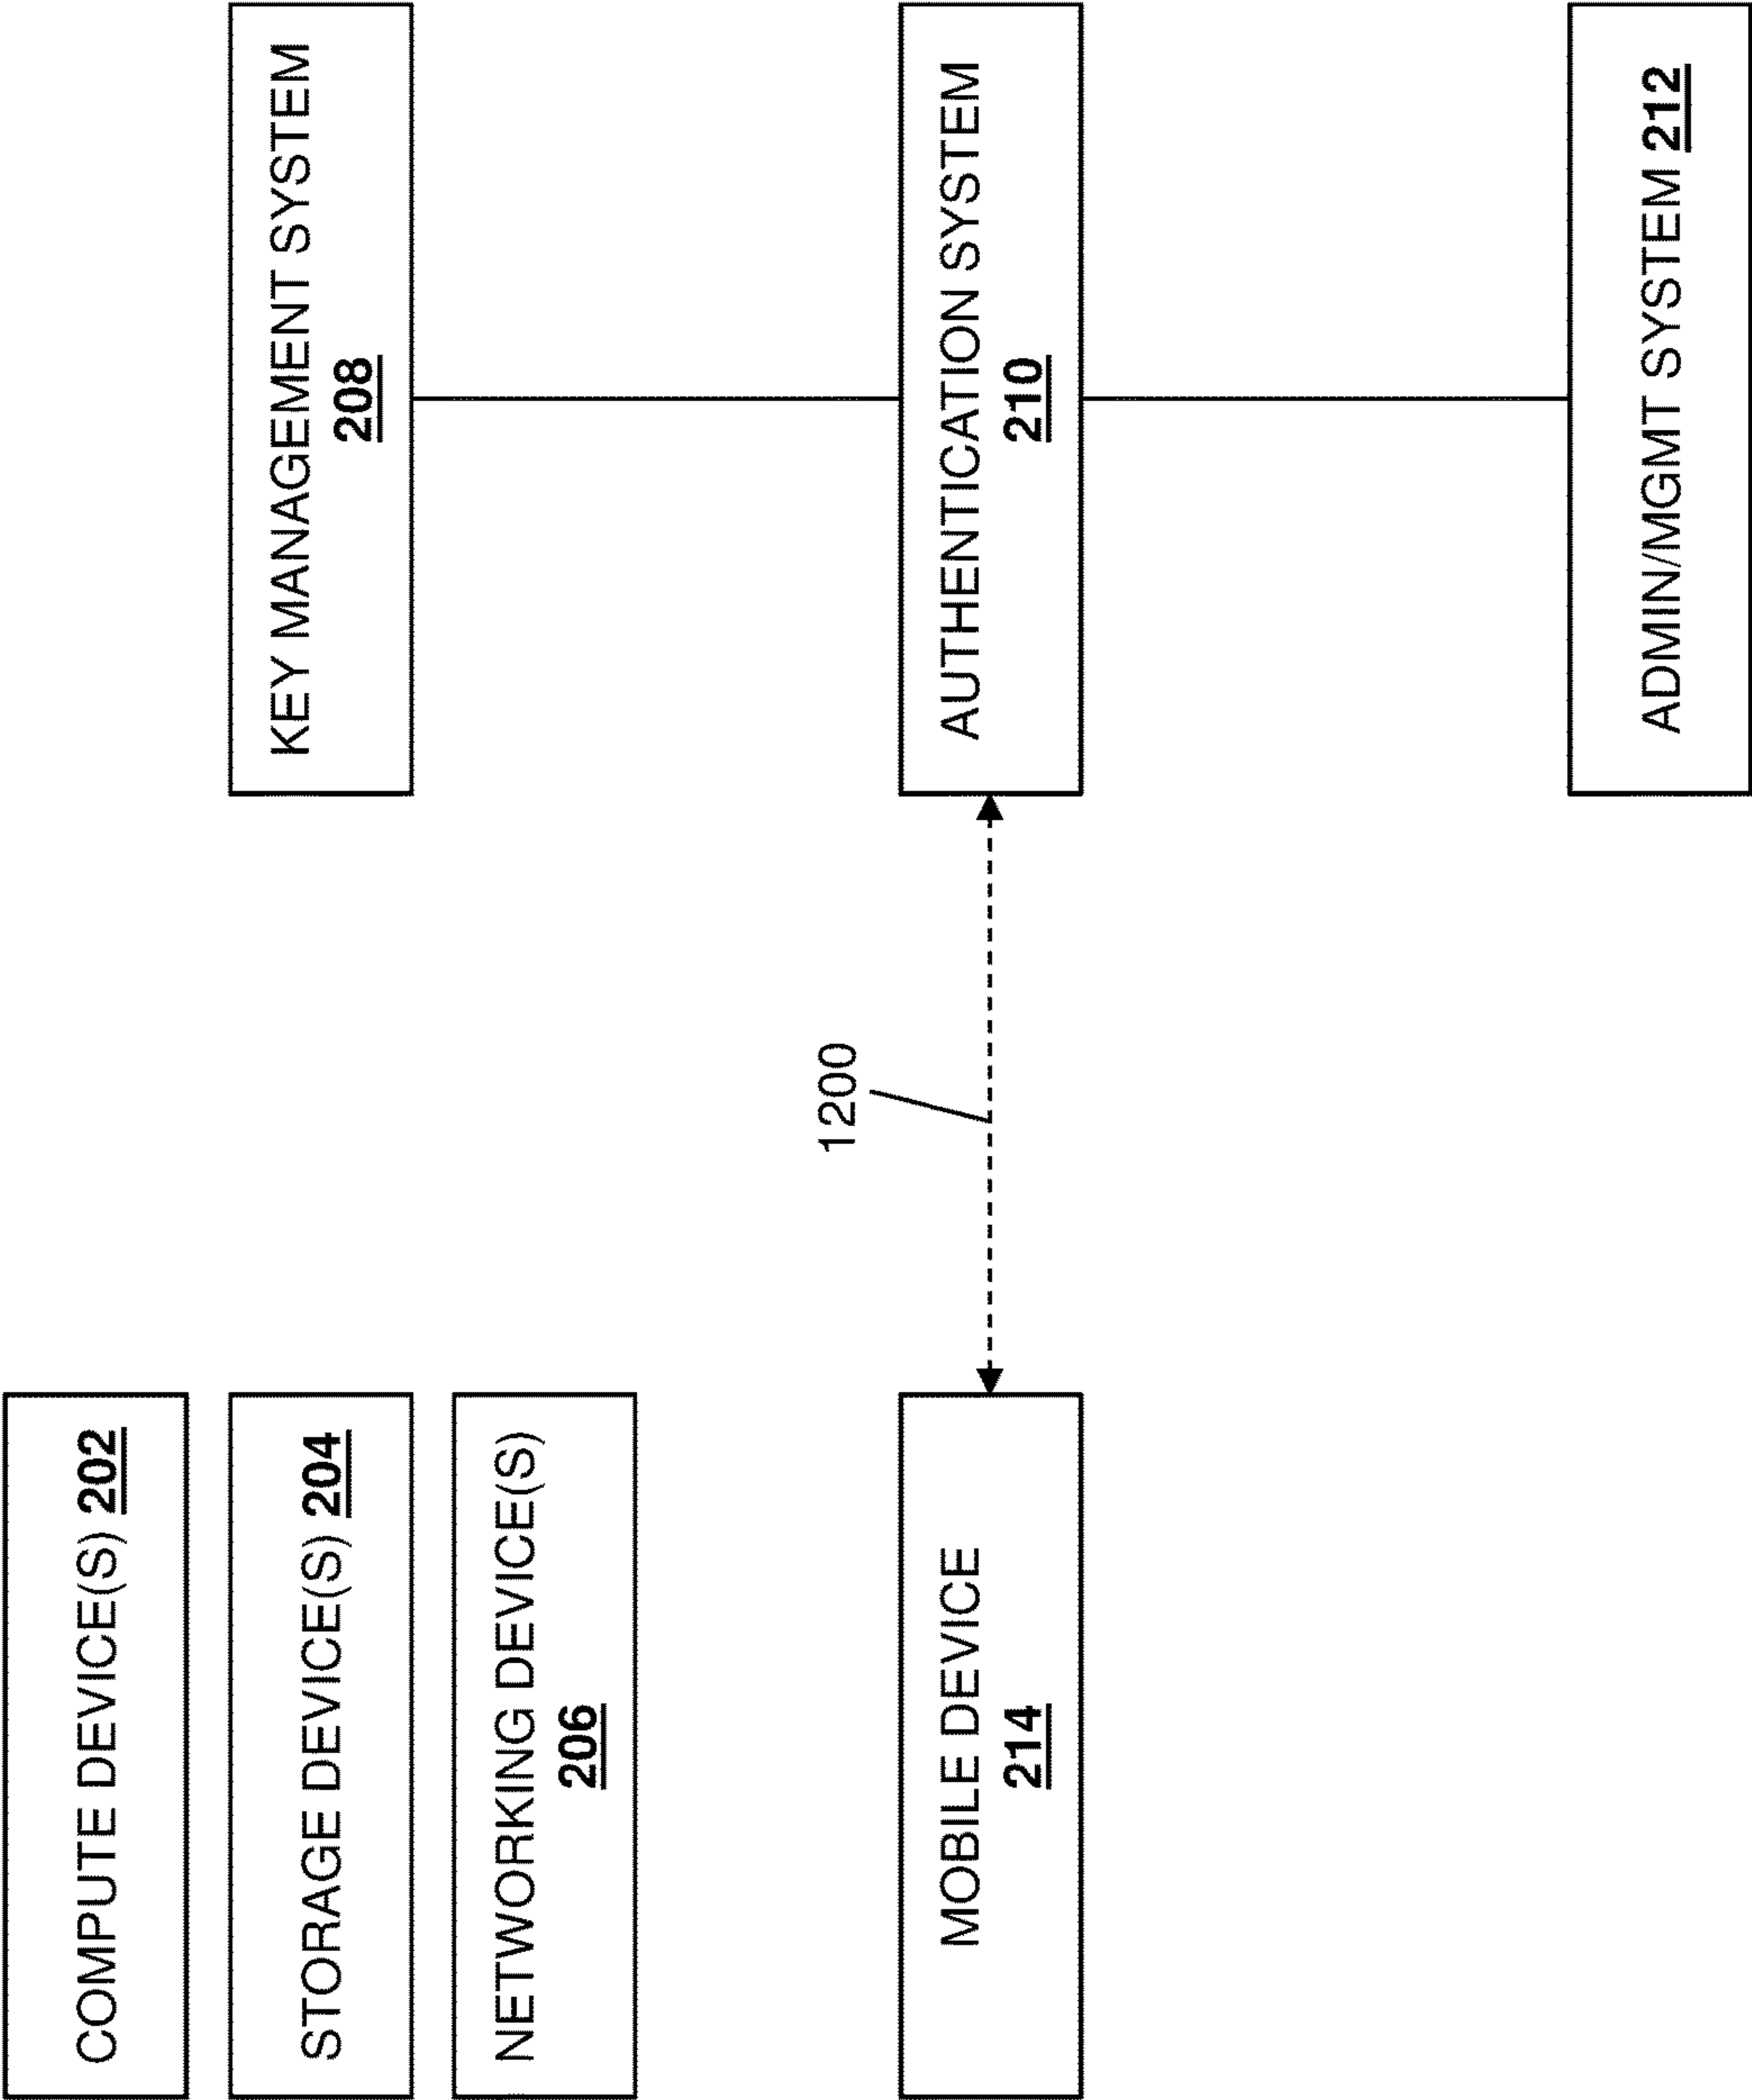 COMPUTE DEVICE(S) 202
STORAGE DEVICE(S) 204
NETWORKING DEVICE(S)
206
MOBILE DEVICE
214
1200
KEY MANAGEMENT SYSTEM
208
AUTHENTICATION SYSTEM
210
ADMIN/MGMT SYSTEM 212